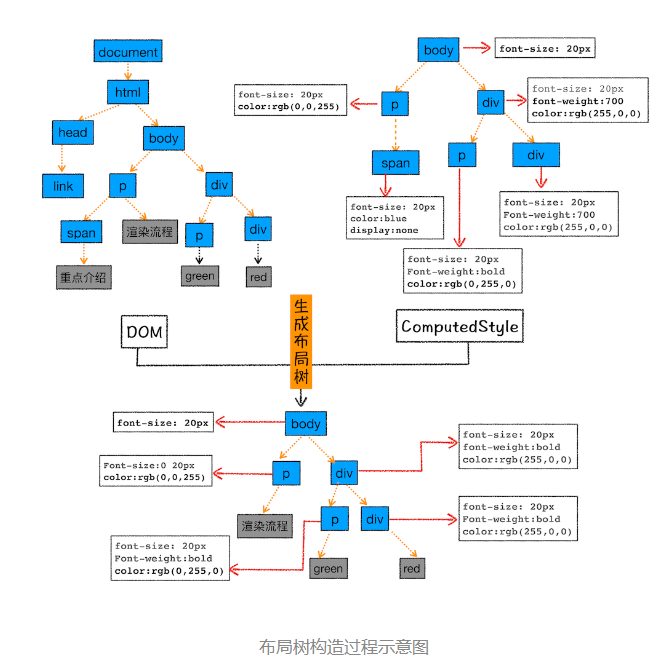 document
html
head
body
link
p
div
span
渲染流程
p
div
重点介绍
green
red
body
font-size: 20px
font-size: 20px
color:rgb(0,0,255)
p
div
font-size: 20px
font-weight:700
color:rgb(255,0,0)
span
p
div
font-size: 20px
color:blue
display:none
font-size: 20px
Font-weight:700
color:rgb(255,0,0)
font-size: 20px
Font-weight:bold
color:rgb(0,255,0)
DOM
生成布局树
ComputedStyle
font-size: 20px
body
font-size: 20px
font-weight:bold
color:rgb(255,0,0)
Font-size:0 20px
color:rgb(0,0,255)
p
div
渲染流程
p
div
font-size: 20px
Font-weight:bold
color:rgb(255,0,0)
font-size: 20px
Font-weight:bold
color:rgb(0,255,0)
green
red
布局树构造过程示意图